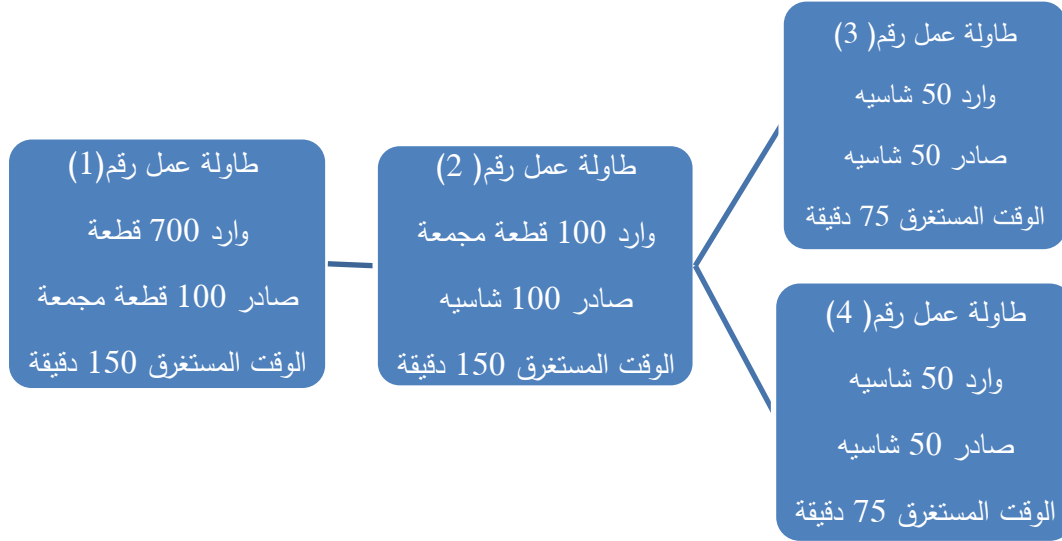 طاولة عمل رقم(1)
وارد 700 قطعة
صادر 100 قطعة مجمعة
الوقت المستغرق 150 دقيقة
طاولة عمل رقم( 2)
وارد 100 قطعة مجمعة
صادر 100 شاسيه
الوقت المستغرق 150 دقيقة
طاولة عمل رقم( 3)
وارد 50 شاسيه
صادر 50 شاسيه
الوقت المستغرق 75 دقيقة
طاولة عمل رقم( 4)
وارد 50 شاسيه
صادر 50 شاسيه
الوقت المستغرق 75 دقيقة